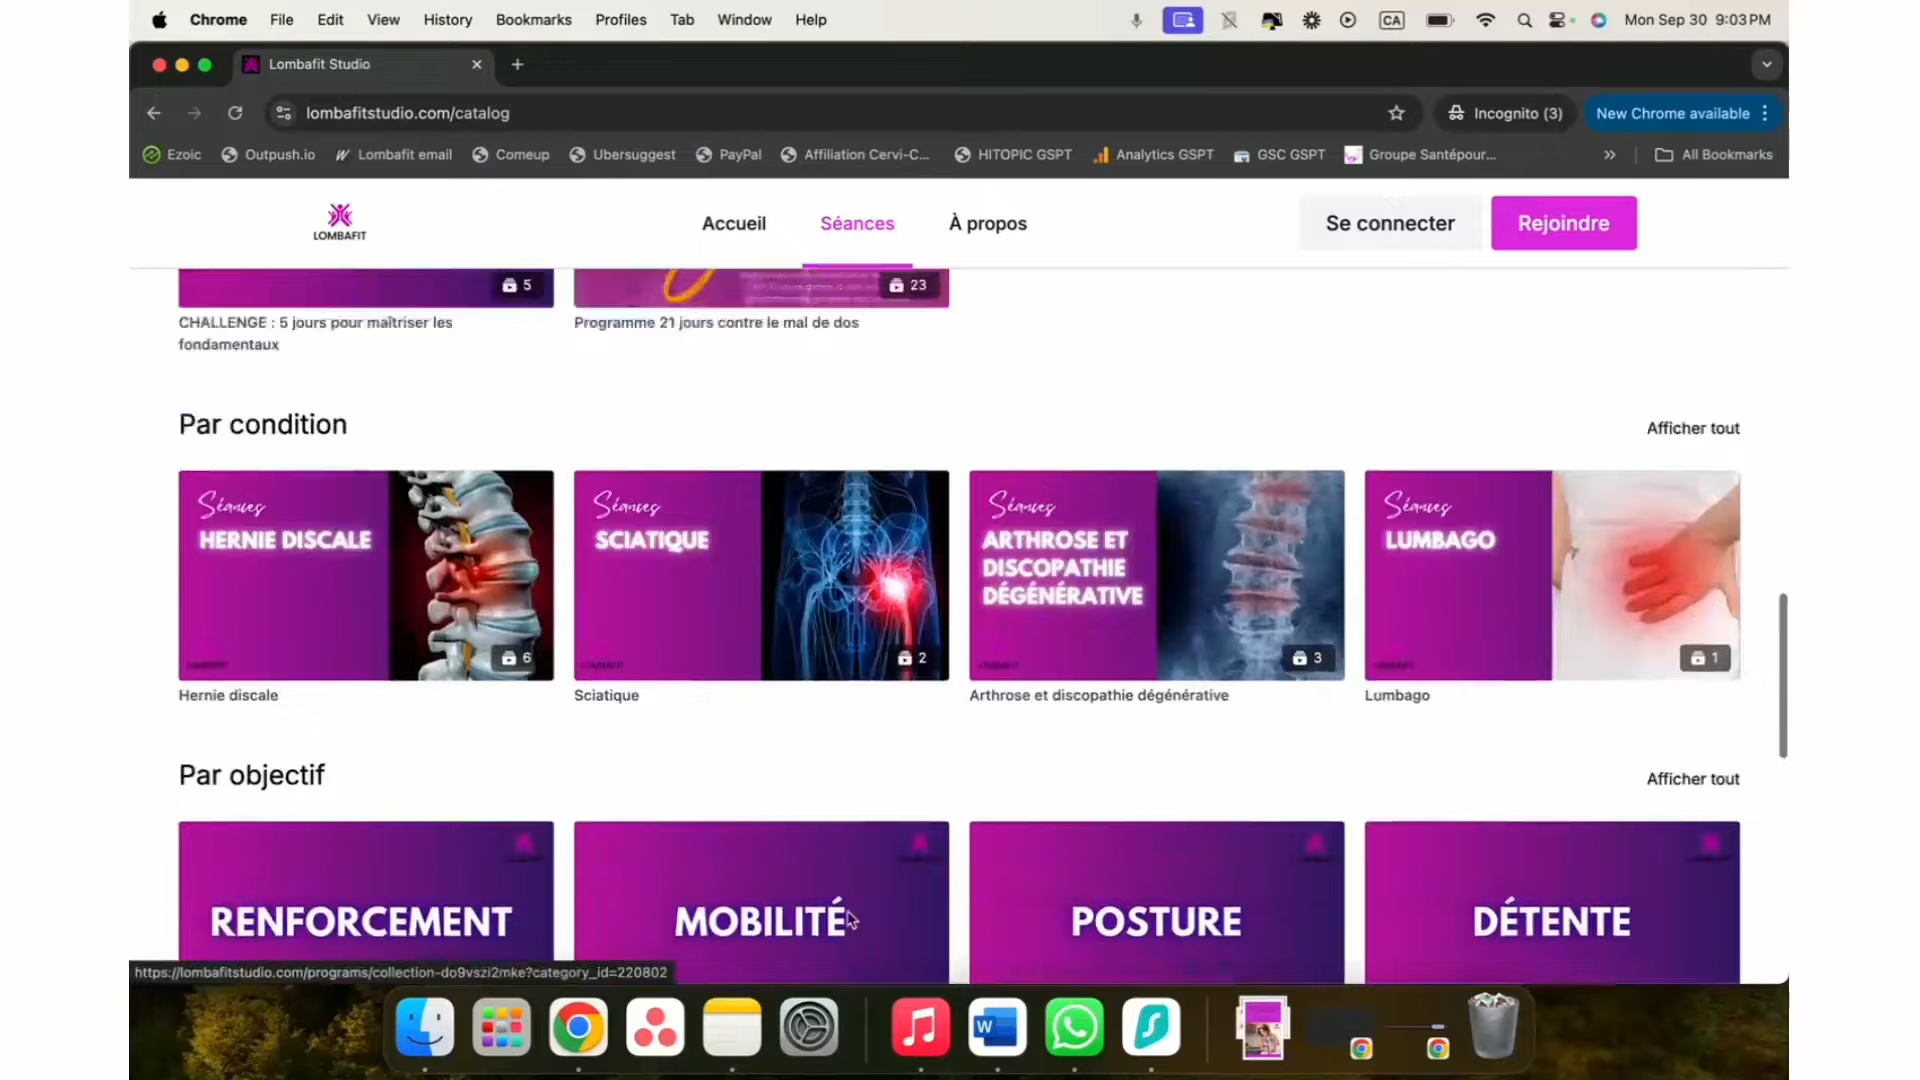 Chrome File Edit View History Bookmarks Profiles Tab Window Help CA Mon Sep 30 9:03 PM
Lombafit Studio
lombafitstudio.com/catalog Incognito (3) New Chrome available
Ezoic Outpush.io Lombafit email Comeup Ubersuggest PayPal Affiliation Cervi-C... HITOPIC GSPT Analytics GSPT GSC GSPT Groupe Santépour... All Bookmarks
LOMBAFIT
Accueil Séances À propos Se connecter Rejoindre
5 23
CHALLENGE : 5 jours pour maîtriser les
fondamentaux
Programme 21 jours contre le mal de dos
Par condition Afficher tout
Séances
HERNIE DISCALE
6
Séances
SCIATIQUE
2
Séances
ARTHROSE ET
DISCOPATHIE
DÉGÉNÉRATIVE
3
Séances
LUMBAGO
1
Hernie discale Sciatique Arthrose et discopathie dégénérative Lumbago
Par objectif Afficher tout
RENFORCEMENT MOBILITÉ POSTURE DÉTENTE
https://lombafitstudio.com/programs/collection-do9vszi2mke?category_id=220802
W